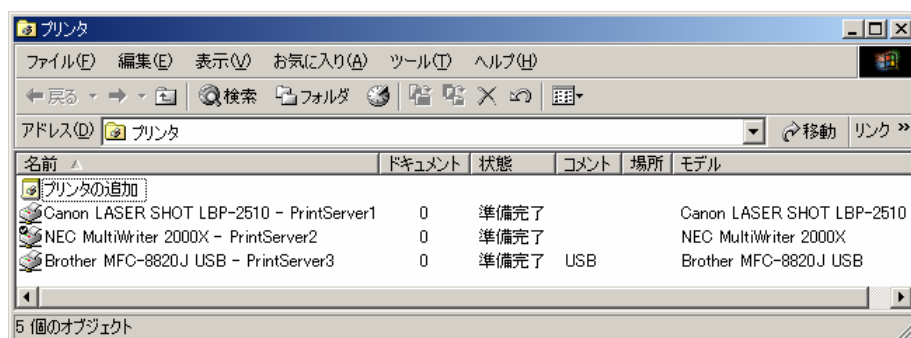 プリンタ
ファイル(F) 編集(E) 表示(V) お気に入り(A) ツール(T) ヘルプ(H)
戻る 検索 フォルダ
アドレス(D) プリンタ 移動 リンク »
名前 ドキュメント 状態 コメント 場所 モデル
プリンタの追加
Canon LASER SHOT LBP-2510 - PrintServer1 0 準備完了 Canon LASER SHOT LBP-2510
NEC MultiWriter 2000X - PrintServer2 0 準備完了 NEC MultiWriter 2000X
Brother MFC-8820J USB - PrintServer3 0 準備完了 USB Brother MFC-8820J USB
5 個のオブジェクト